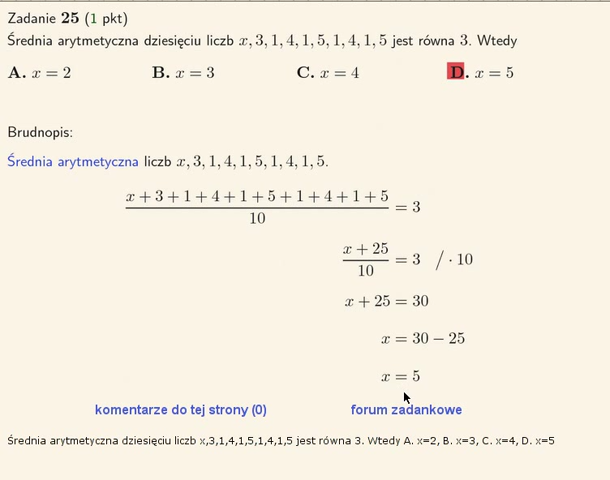 Zadanie 25 (1 pkt)
Średnia arytmetyczna dziesięciu liczb x, 3, 1, 4, 1, 5, 1, 4, 1, 5 jest równa 3. Wtedy
A. x = 2 B. x = 3 C. x = 4 D. x = 5
Brudnopis:
Średnia arytmetyczna liczb x, 3, 1, 4, 1, 5, 1, 4, 1, 5.
x + 3 + 1 + 4 + 1 + 5 + 1 + 4 + 1 + 5
10
= 3
x + 25
10
= 3 / · 10
x + 25 = 30
x = 30 − 25
x = 5
komentarze do tej strony (0) forum zadankowe
Średnia arytmetyczna dziesięciu liczb x,3,1,4,1,5,1,4,1,5 jest równa 3. Wtedy A. x=2, B. x=3, C. x=4, D. x=5